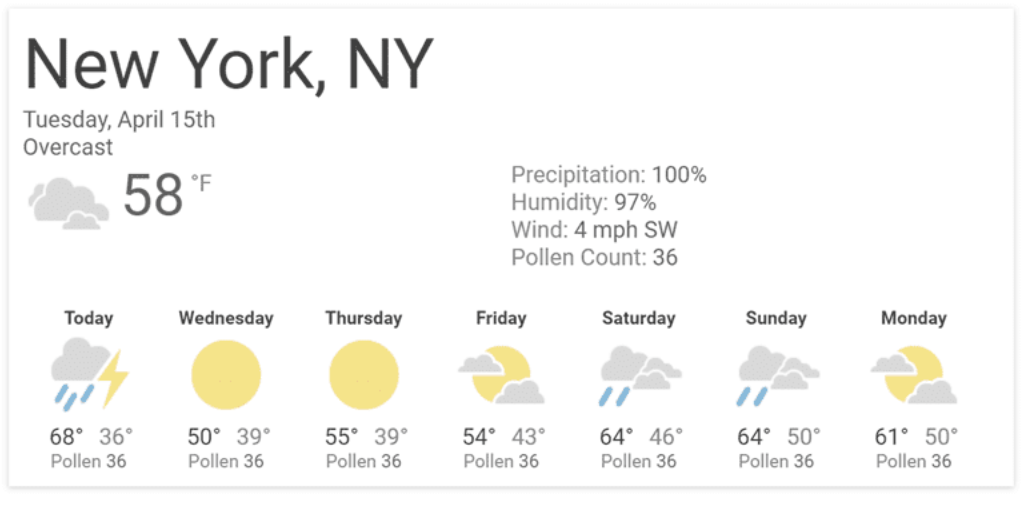 New York, NY
Tuesday, April 15th
Overcast
58 °F
Precipitation: 100%
Humidity: 97%
Wind: 4 mph SW
Pollen Count: 36
Today Wednesday Thursday Friday Saturday Sunday Monday
68° 36° 50° 39° 55° 39° 54° 43° 64° 46° 64° 50° 61° 50°
Pollen 36 Pollen 36 Pollen 36 Pollen 36 Pollen 36 Pollen 36 Pollen 36